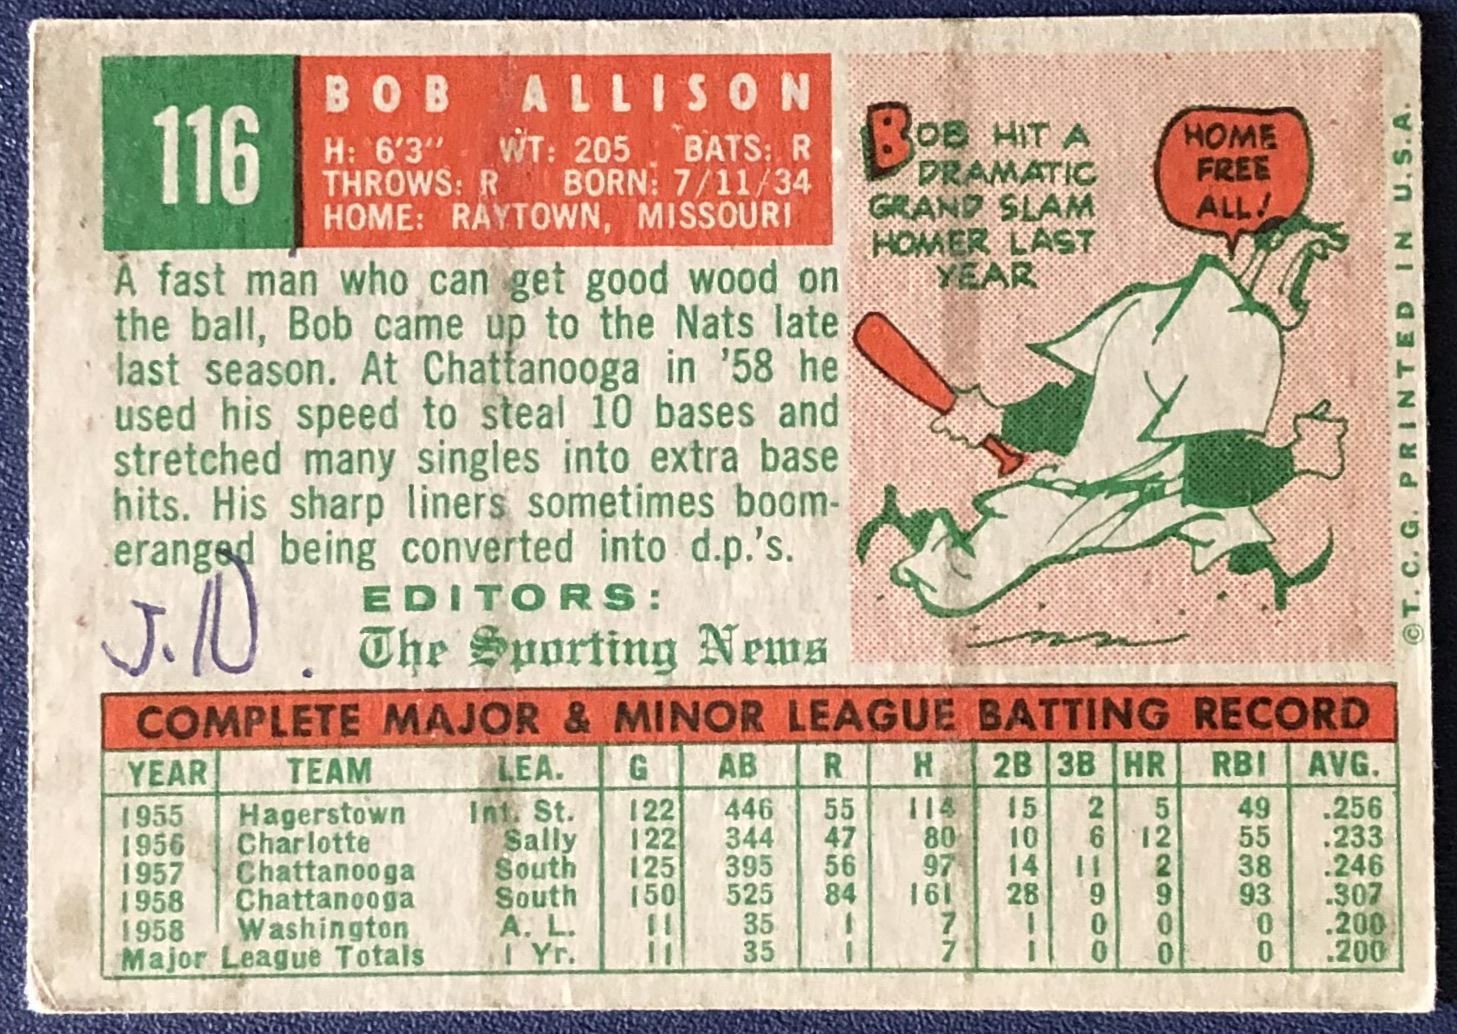 116
BOB ALLISON
H: 6'3" WT: 205 BATS: R
THROWS: R BORN: 7/11/34
HOME: RAYTOWN, MISSOURI
A fast man who can get good wood on
the ball, Bob came up to the Nats late
last season. At Chattanooga in '58 he
used his speed to steal 10 bases and
stretched many singles into extra base
hits. His sharp liners sometimes boom-
eranged being converted into d.p.'s.
EDITORS:
The Sporting News
BOB HIT A
DRAMATIC
GRAND SLAM
HOMER LAST
YEAR
HOME
FREE
ALL!
©T.C.G. PRINTED IN U.S.A.
COMPLETE MAJOR & MINOR LEAGUE BATTING RECORD
YEAR TEAM LEA. G AB R H 2B 3B HR RBI AVG.
1955 Hagerstown Int. St. 122 446 55 114 15 2 5 49 .256
1956 Charlotte Sally 122 344 47 80 10 6 12 55 .233
1957 Chattanooga South 125 395 56 97 14 11 2 38 .246
1958 Chattanooga South 150 525 84 161 28 9 9 93 .307
1958 Washington A. L. 11 35 1 7 1 0 0 0 .200
Major League Totals 1 Yr. 11 35 1 7 1 0 0 0 .200